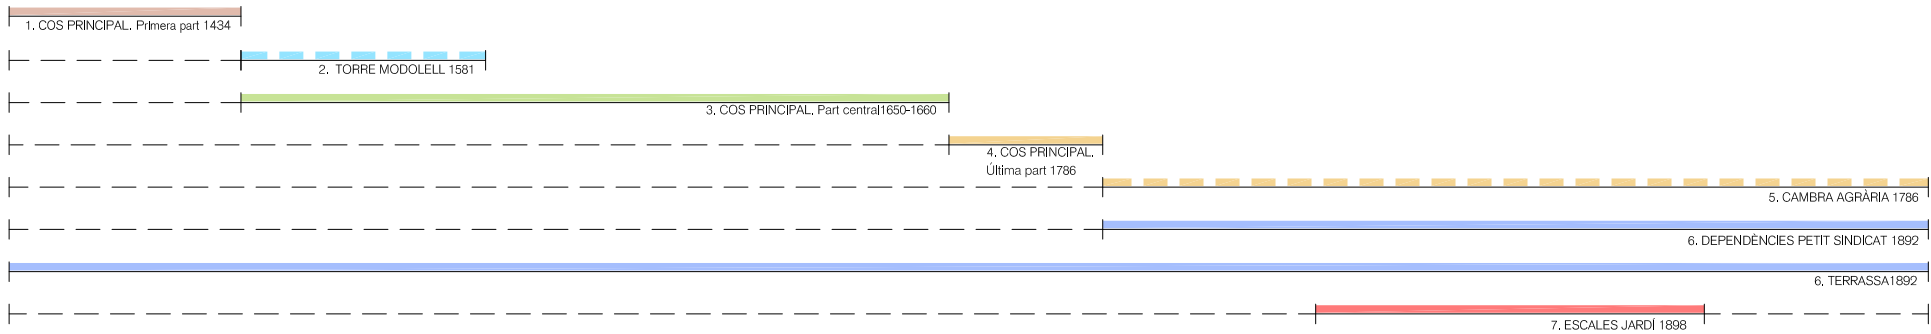 1. COS PRINCIPAL. Primera part 1434
2. TORRE MODOLELL 1581
3. COS PRINCIPAL. Part central1650-1660
4. COS PRINCIPAL.
Última part 1786
5. CAMBRA AGRÀRIA 1786
6. DEPENDÈNCIES PETIT SINDICAT 1892
6. TERRASSA1892
7. ESCALES JARDÍ 1898